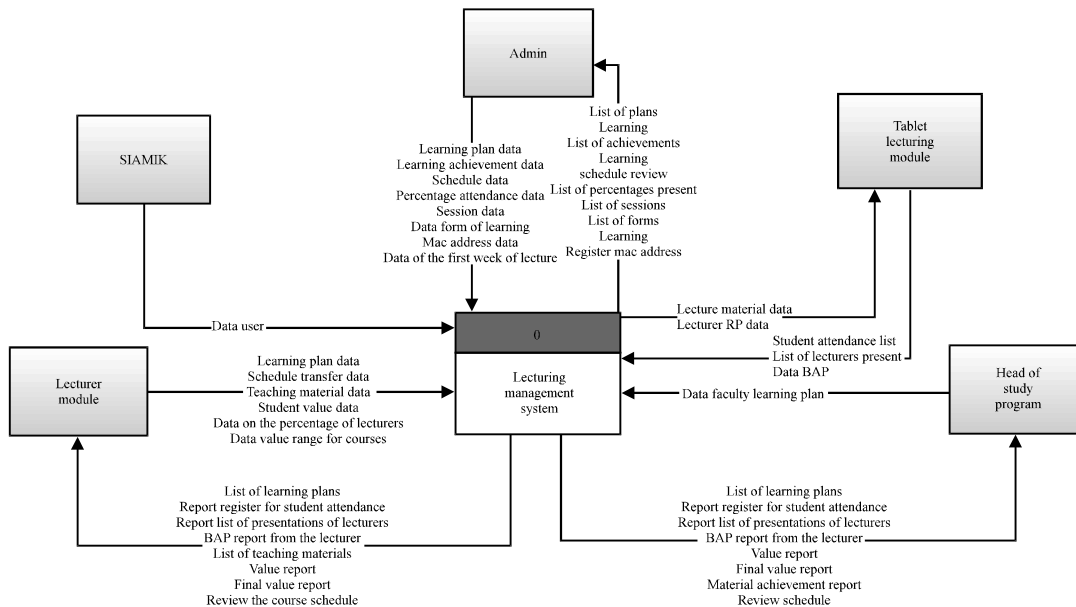 Admin
SIAMIK
Tablet
lecturing
module
Learning plan data
Learning achievement data
Schedule data
Percentage attendance data
Session data
Data form of learning
Mac address data
Data of the first week of lecture
List of plans
Learning
List of achievements
Learning
schedule review
List of percentages present
List of sessions
List of forms
Learning
Register mac address
Data user
0
Lecturing
management
system
Lecture material data
Lecturer RP data
Student attendance list
List of lecturers present
Data BAP
Lecturer
module
Learning plan data
Schedule transfer data
Teaching material data
Student value data
Data on the percentage of lecturers
Data value range for courses
Data faculty learning plan
Head of
study
program
List of learning plans
Report register for student attendance
Report list of presentations of lecturers
BAP report from the lecturer
List of teaching materials
Value report
Final value report
Review the course schedule
List of learning plans
Report register for student attendance
Report list of presentations of lecturers
BAP report from the lecturer
Value report
Final value report
Material achievement report
Review schedule